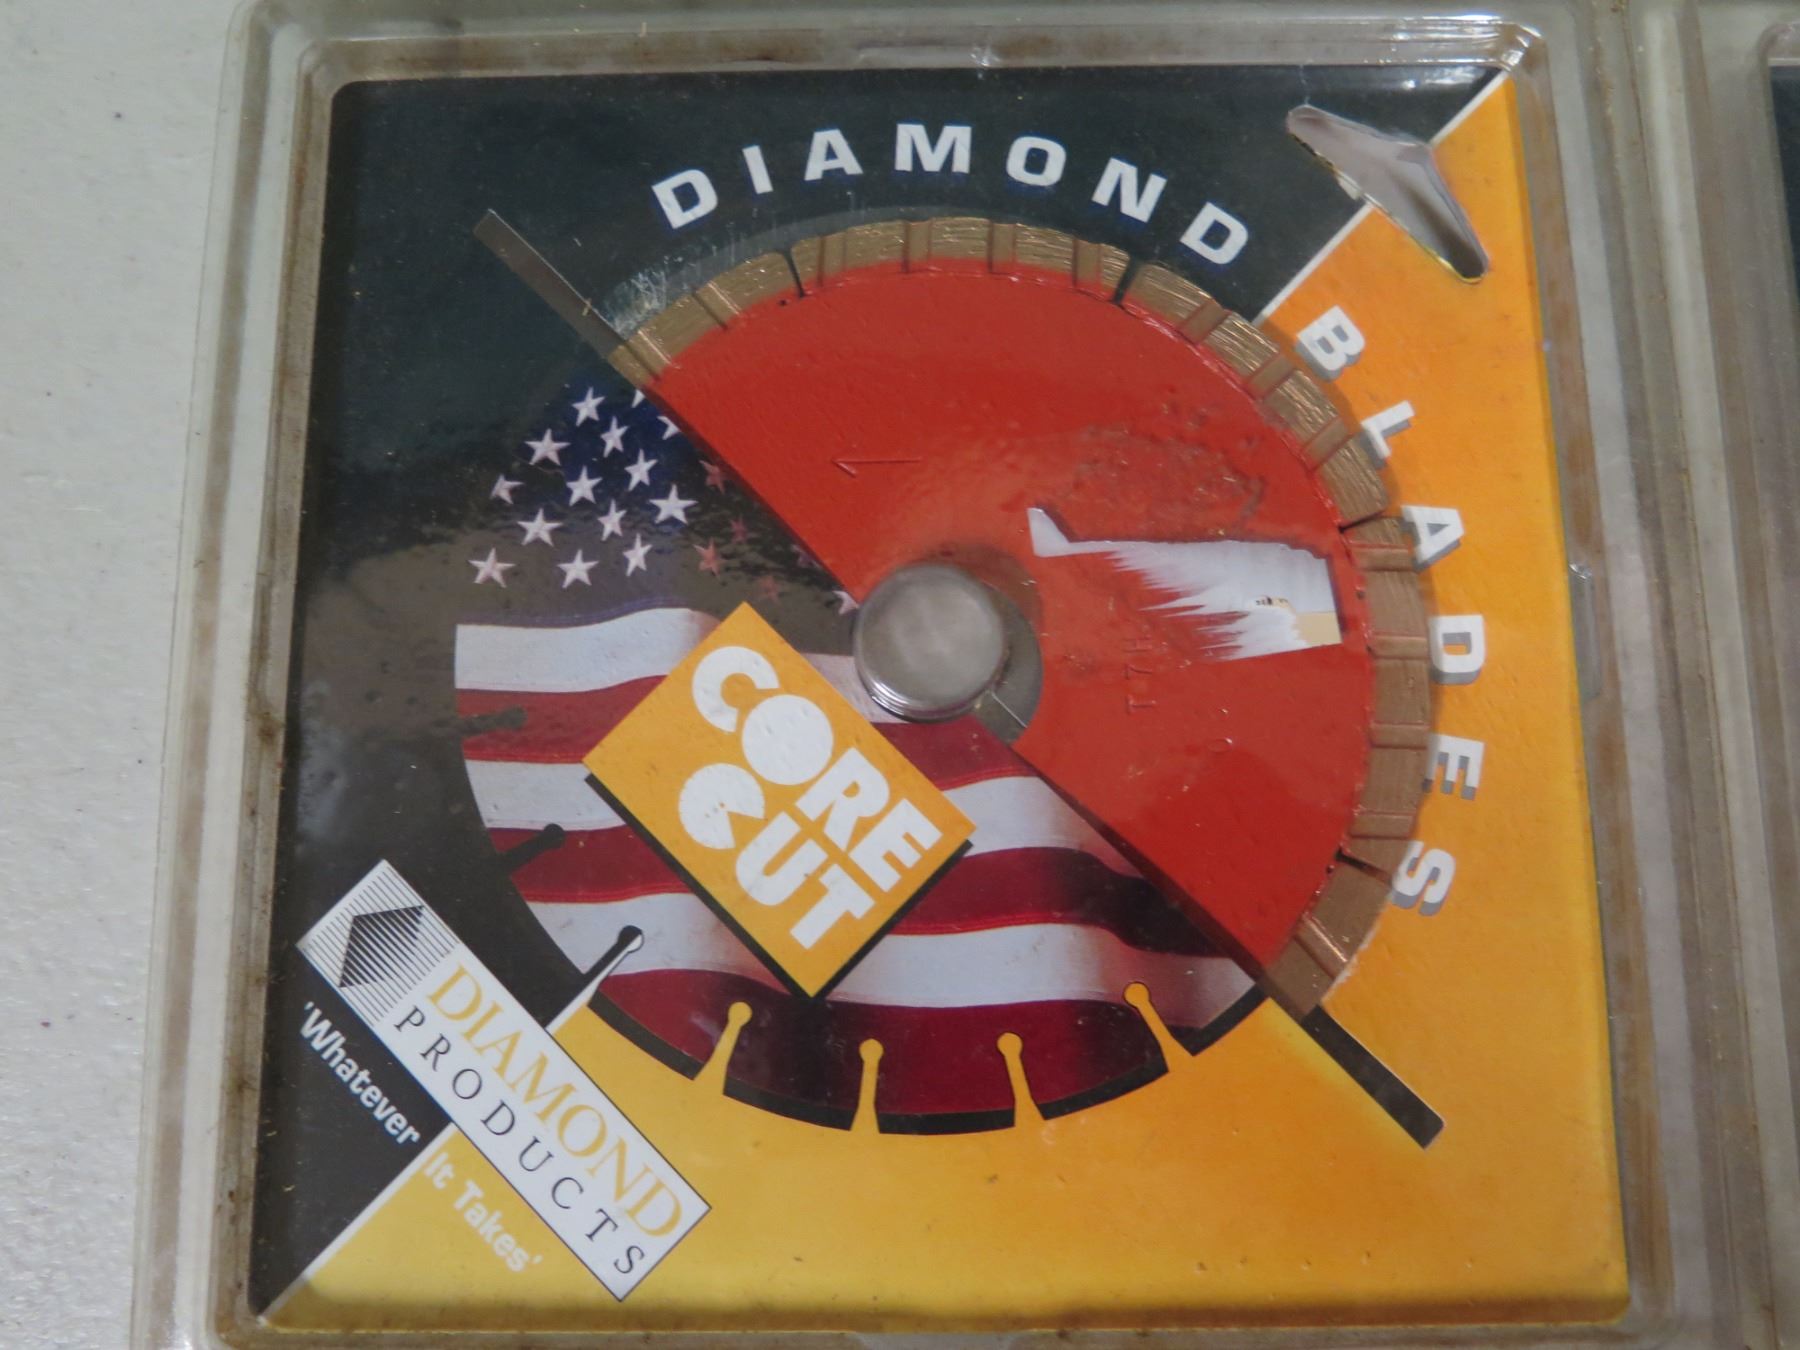 DIAMOND BLADES
CORE
CUT
DIAMOND
PRODUCTS
'Whatever It Takes'